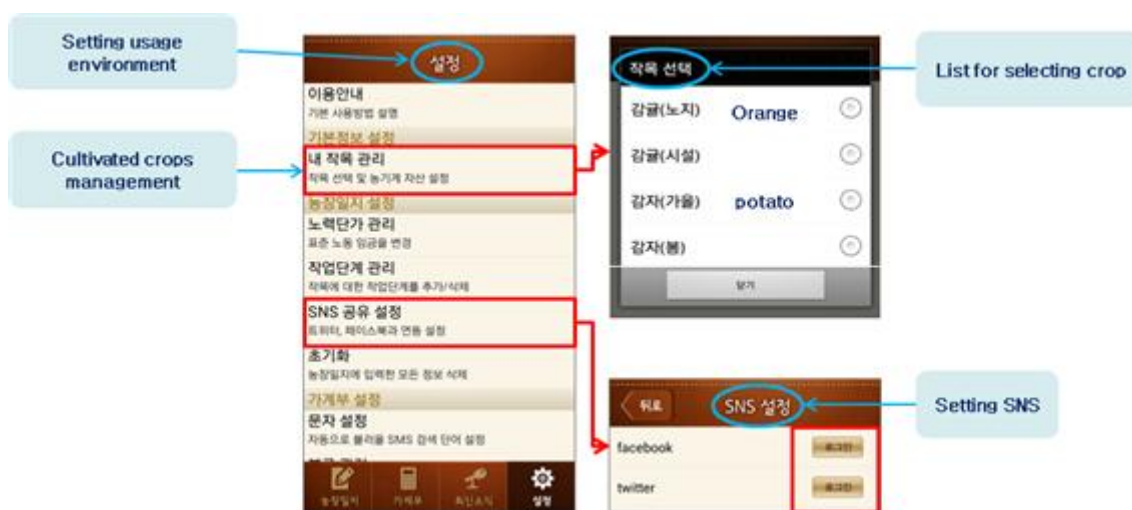 Setting usage
environment
Cultivated crops
management
설정
이용안내
기본 사용방법 설명
기본정보 설정
내 작목 관리
작목 선택 및 농기계 자산 설정
농장일지 설정
노력단가 관리
표준 노동 임금을 변경
작업단계 관리
작목에 대한 작업단계를 추가/삭제
SNS 공유 설정
트위터, 페이스북과 연동 설정
초기화
농장일지에 입력한 모든 정보 삭제
가계부 설정
문자 설정
자동으로 불러올 SMS 검색 단어 설정
농장일지 가계부 최신소식 설정
작목 선택
감귤(노지) Orange
감귤(시설)
감자(가을) potato
감자(봄)
닫기
List for selecting crop
뒤로 SNS 설정
facebook 로그인
twitter 로그인
Setting SNS